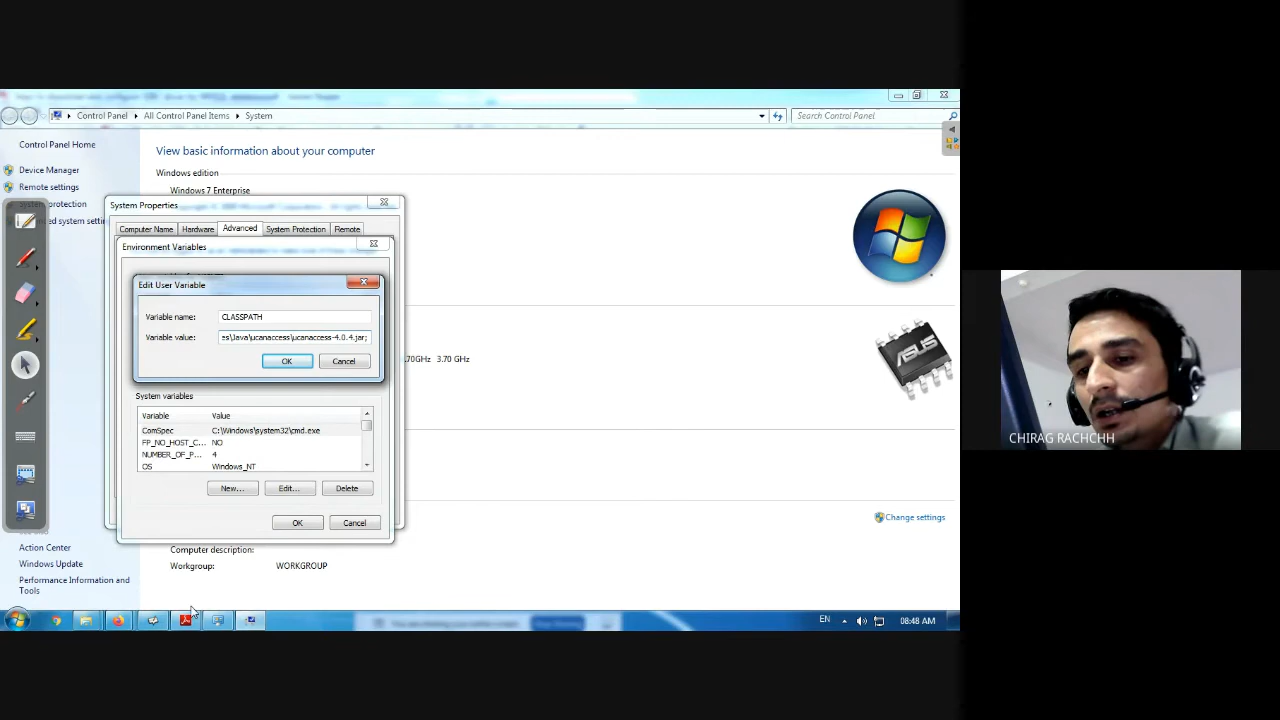 Control Panel
All Control Panel Items
System
Search Control Panel
Control Panel Home
Device Manager
Remote settings
System protection
View basic information about your computer
Windows edition
Windows 7 Enterprise
System Properties
Computer Name
Hardware
Advanced
System Protection
Remote
Environment Variables
Edit User Variable
Variable name: CLASSPATH
Variable value: es\Java\ucanaccess\ucanaccess-4.0.4.jar;
OK
Cancel
.70GHz 3.70 GHz
System variables
Variable Value
ComSpec C:\Windows\system32\cmd.exe
FP_NO_HOST_C... NO
NUMBER_OF_P... 4
OS Windows_NT
New...
Edit...
Delete
OK
Cancel
Change settings
Action Center
Windows Update
Performance Information and
Tools
Computer description:
Workgroup: WORKGROUP
EN
08:48 AM
ASUS
CHIRAG RACHCHH